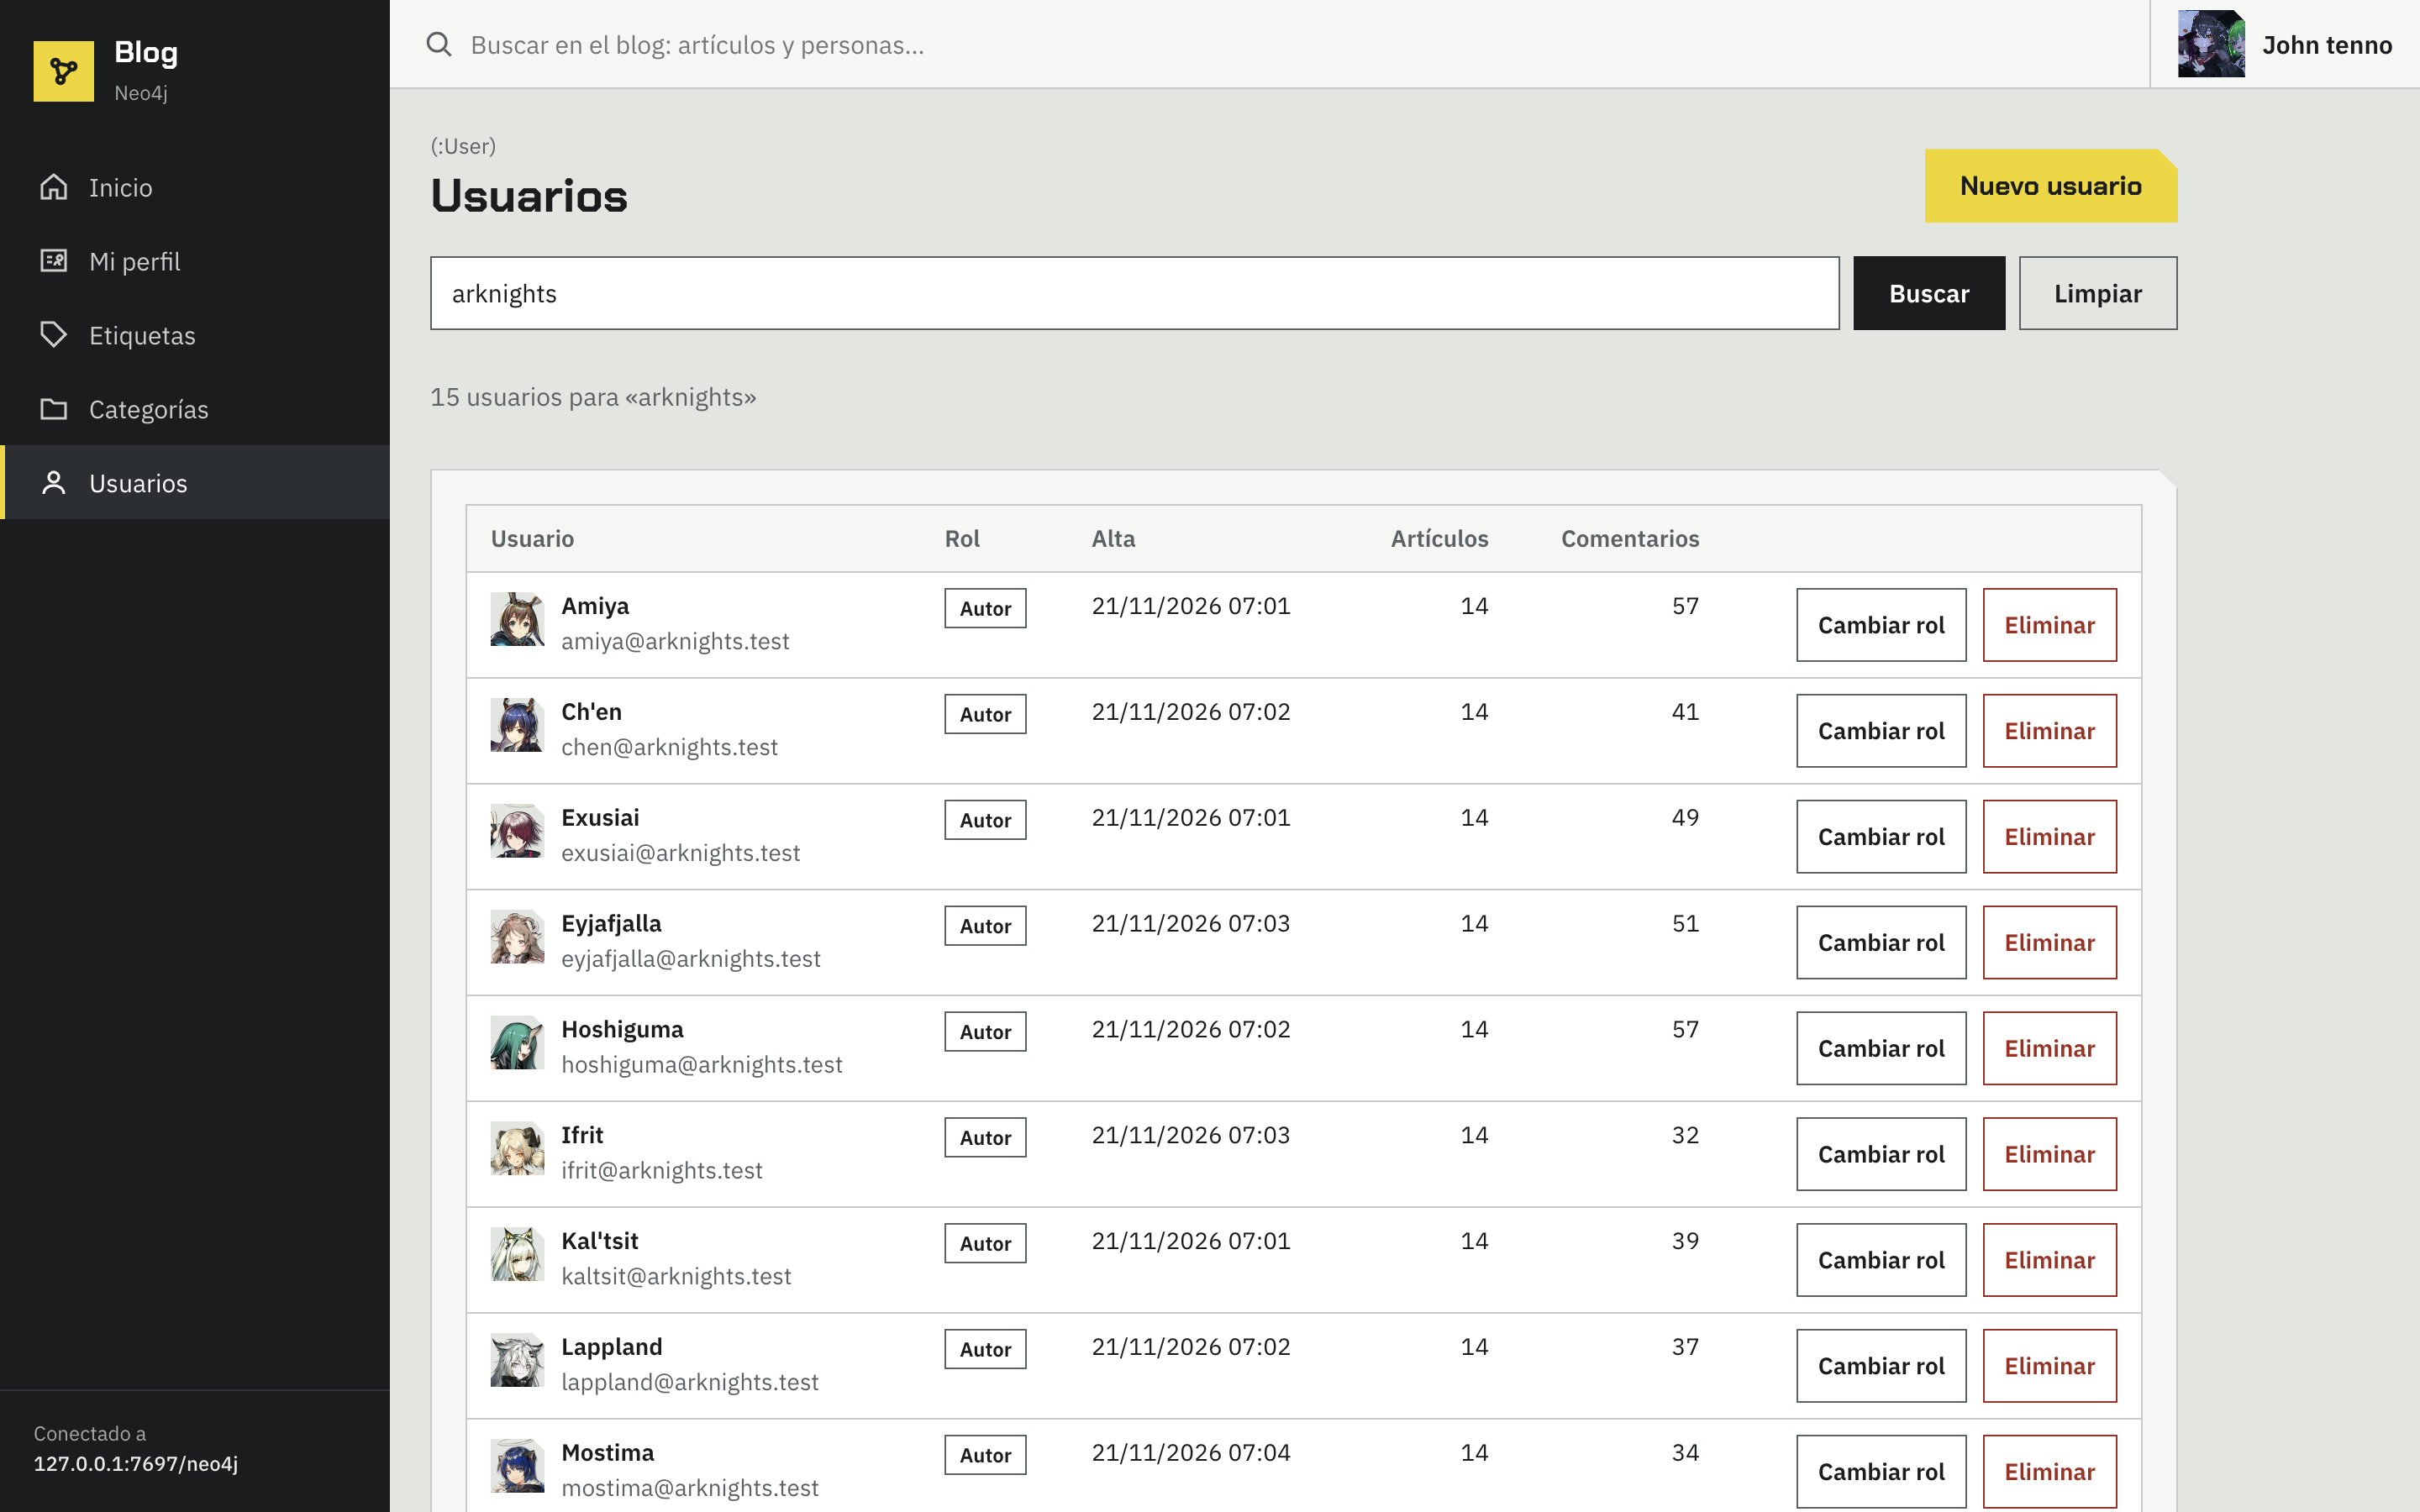 Blog
Neo4j
Inicio
Mi perfil
Etiquetas
Categorías
Usuarios
Conectado a
127.0.0.1:7697/neo4j
Buscar en el blog: artículos y personas...
John tenno
(:User)
Usuarios
Nuevo usuario
arknights
Buscar
Limpiar
15 usuarios para «arknights»
Usuario Rol Alta Artículos Comentarios
Amiya Autor 21/11/2026 07:01 14 57 Cambiar rol Eliminar
amiya@arknights.test
Ch'en Autor 21/11/2026 07:02 14 41 Cambiar rol Eliminar
chen@arknights.test
Exusiai Autor 21/11/2026 07:01 14 49 Cambiar rol Eliminar
exusiai@arknights.test
Eyjafjalla Autor 21/11/2026 07:03 14 51 Cambiar rol Eliminar
eyjafjalla@arknights.test
Hoshiguma Autor 21/11/2026 07:02 14 57 Cambiar rol Eliminar
hoshiguma@arknights.test
Ifrit Autor 21/11/2026 07:03 14 32 Cambiar rol Eliminar
ifrit@arknights.test
Kal'tsit Autor 21/11/2026 07:01 14 39 Cambiar rol Eliminar
kaltsit@arknights.test
Lappland Autor 21/11/2026 07:02 14 37 Cambiar rol Eliminar
lappland@arknights.test
Mostima Autor 21/11/2026 07:04 14 34 Cambiar rol Eliminar
mostima@arknights.test